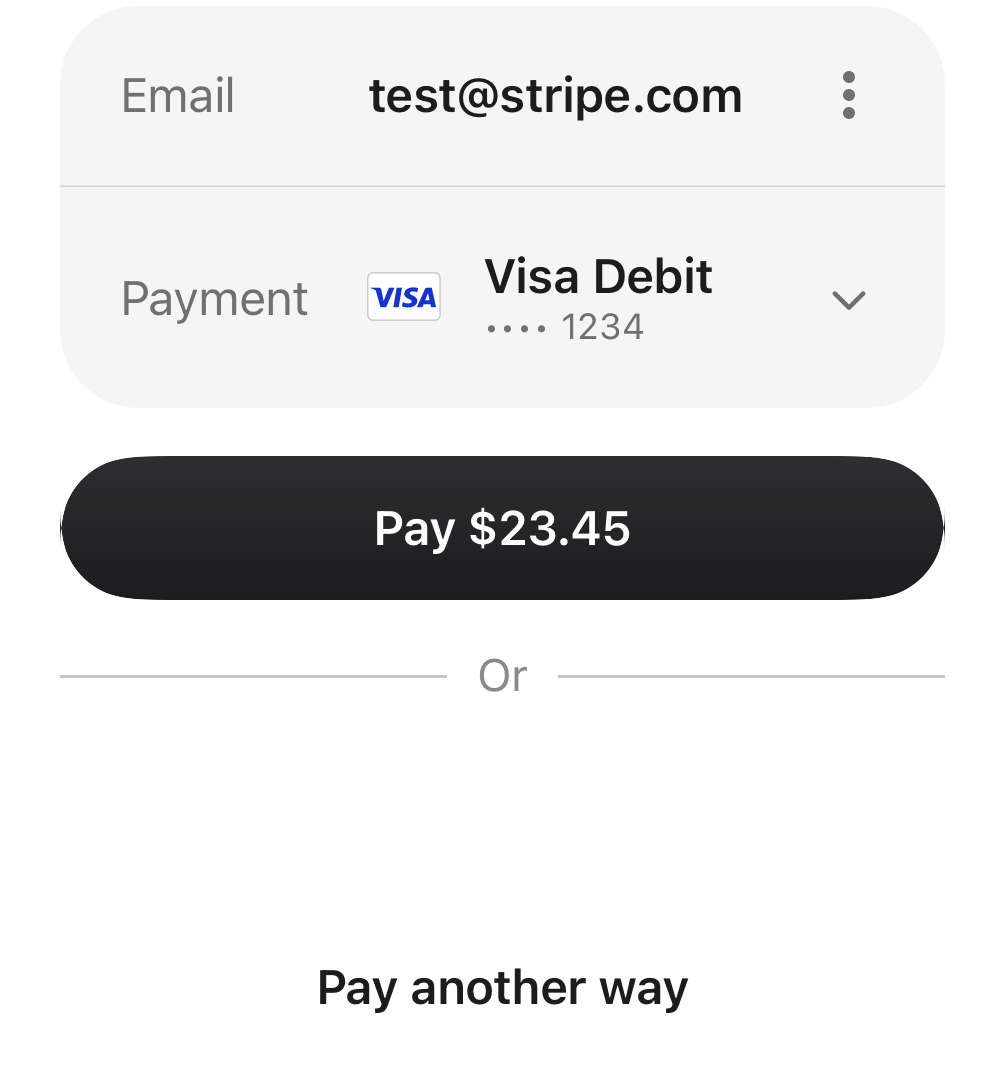 Email test@stripe.com
Payment VISA Visa Debit
•••• 1234
Pay $23.45
Or
Pay another way